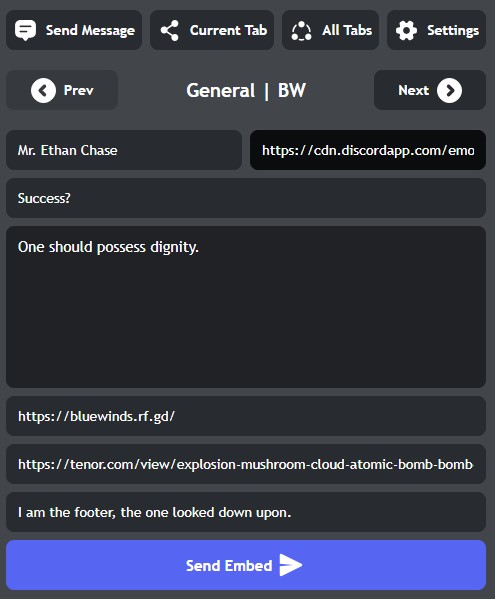 Send Message
Current Tab
All Tabs
Settings
Prev
General | BW
Next
Mr. Ethan Chase
https://cdn.discordapp.com/emo
Success?
One should possess dignity.
https://bluewinds.rf.gd/
https://tenor.com/view/explosion-mushroom-cloud-atomic-bomb-bomb-
I am the footer, the one looked down upon.
Send Embed